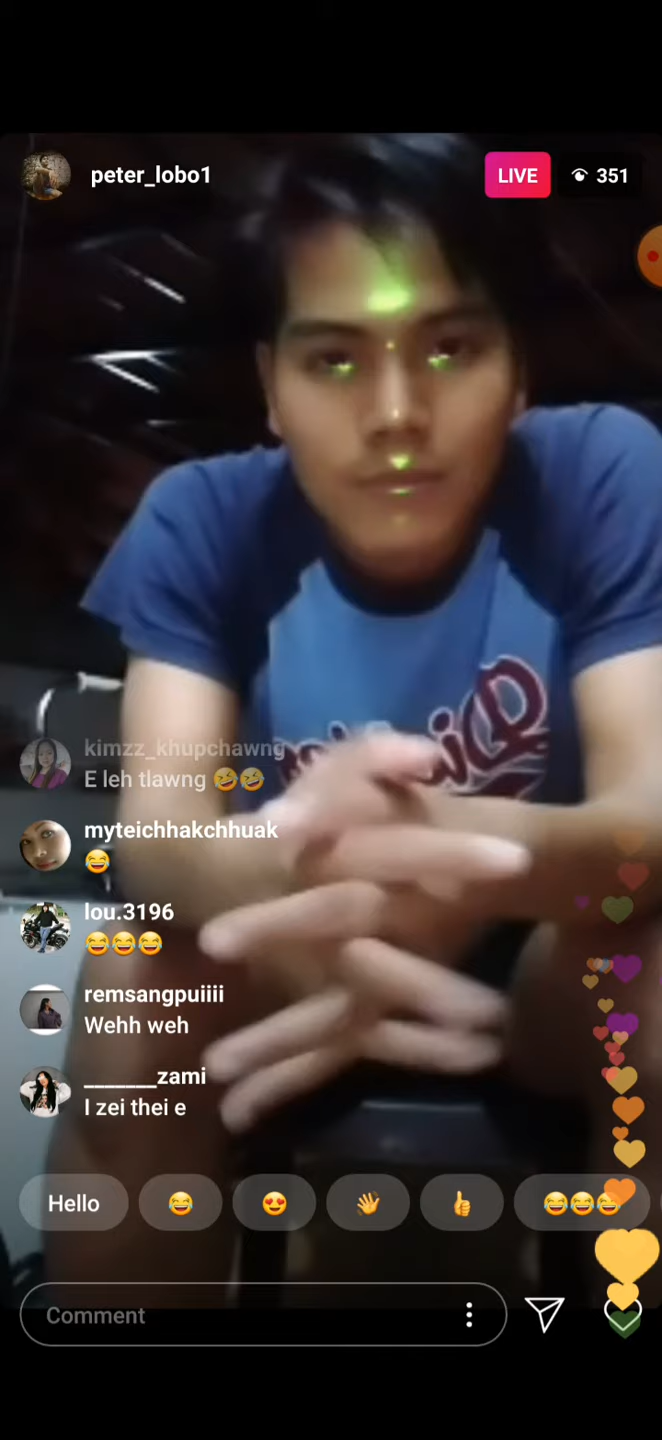 peter_lobo1
LIVE
351
kimzz_khupchawng
E leh tlawng 🤣🤣
myteichhakchhuak
😂
lou.3196
😂😂😂
remsangpuiiii
Wehh weh
_______zami
I zei thei e
Hello 😂 😍 👋 👍 😂😂😂
Comment